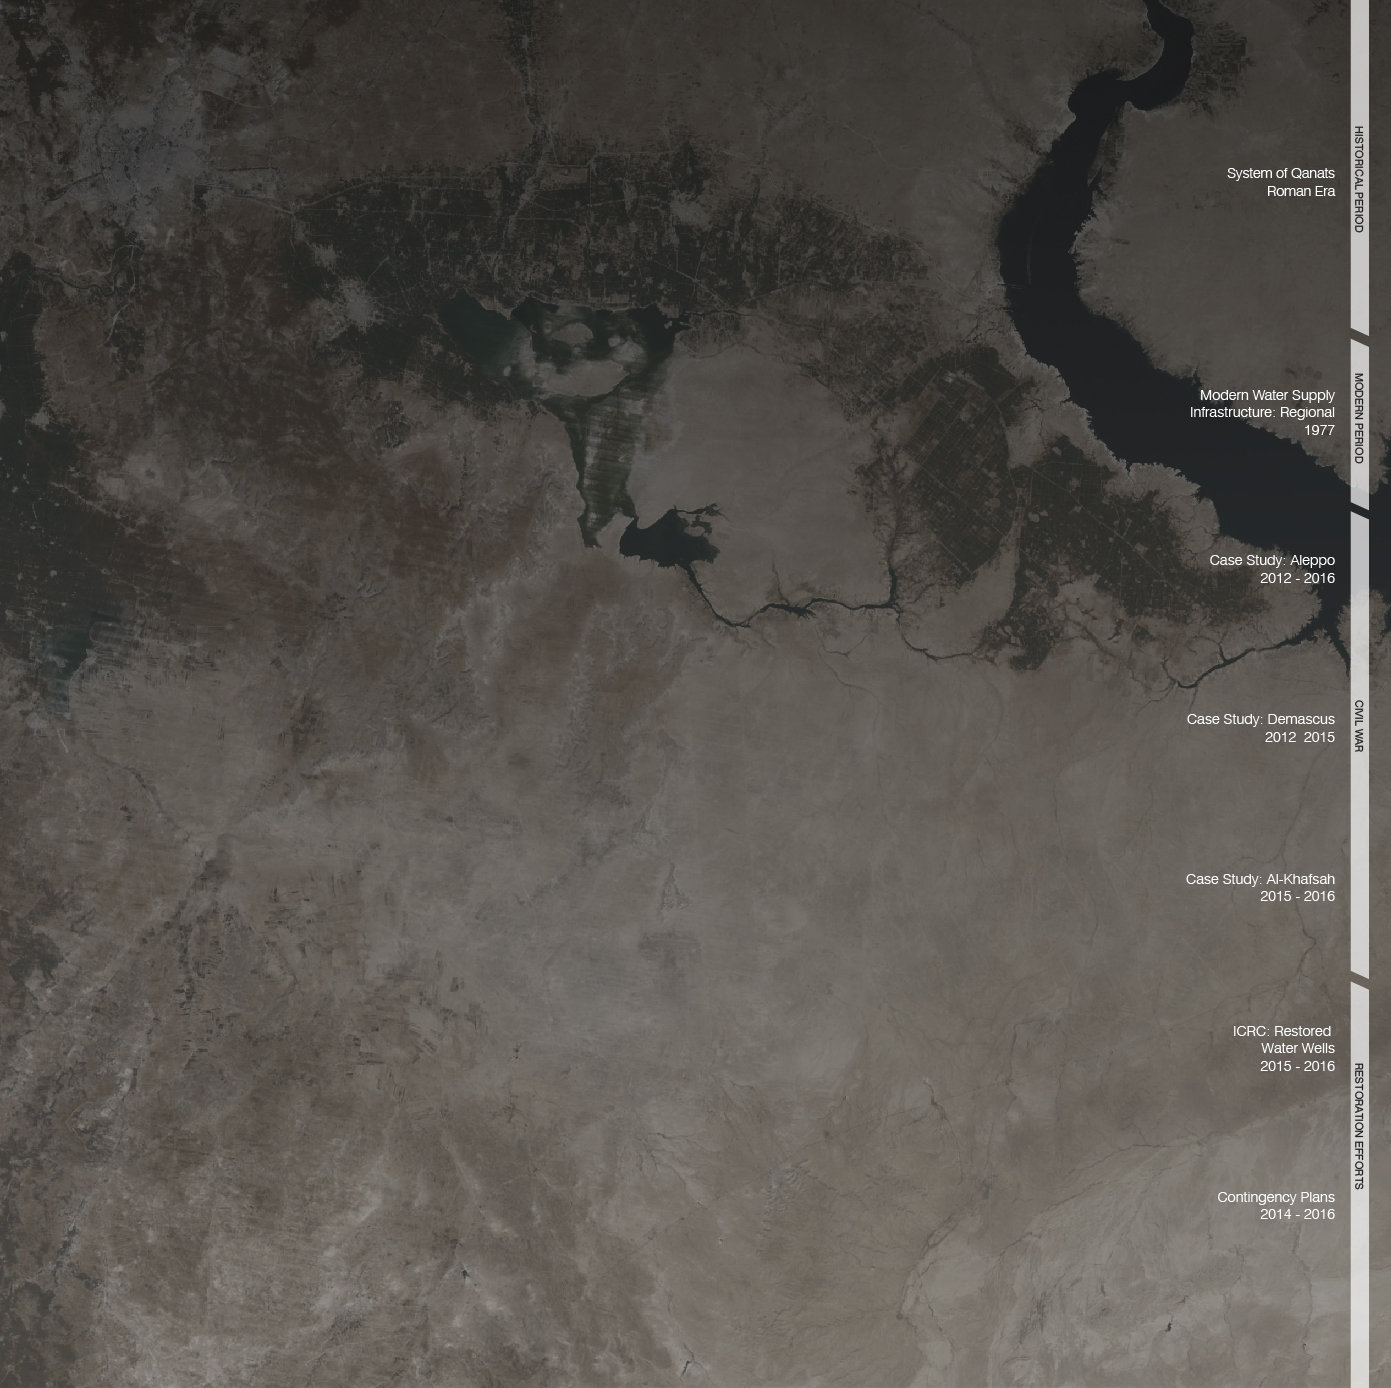 HISTORICAL PERIOD
System of Qanats
Roman Era
MODERN PERIOD
Modern Water Supply
Infrastructure: Regional
1977
CIVIL WAR
Case Study: Aleppo
2012 - 2016
Case Study: Demascus
2012  2015
Case Study: Al-Khafsah
2015 - 2016
RESTORATION EFFORTS
ICRC: Restored
Water Wells
2015 - 2016
Contingency Plans
2014 - 2016